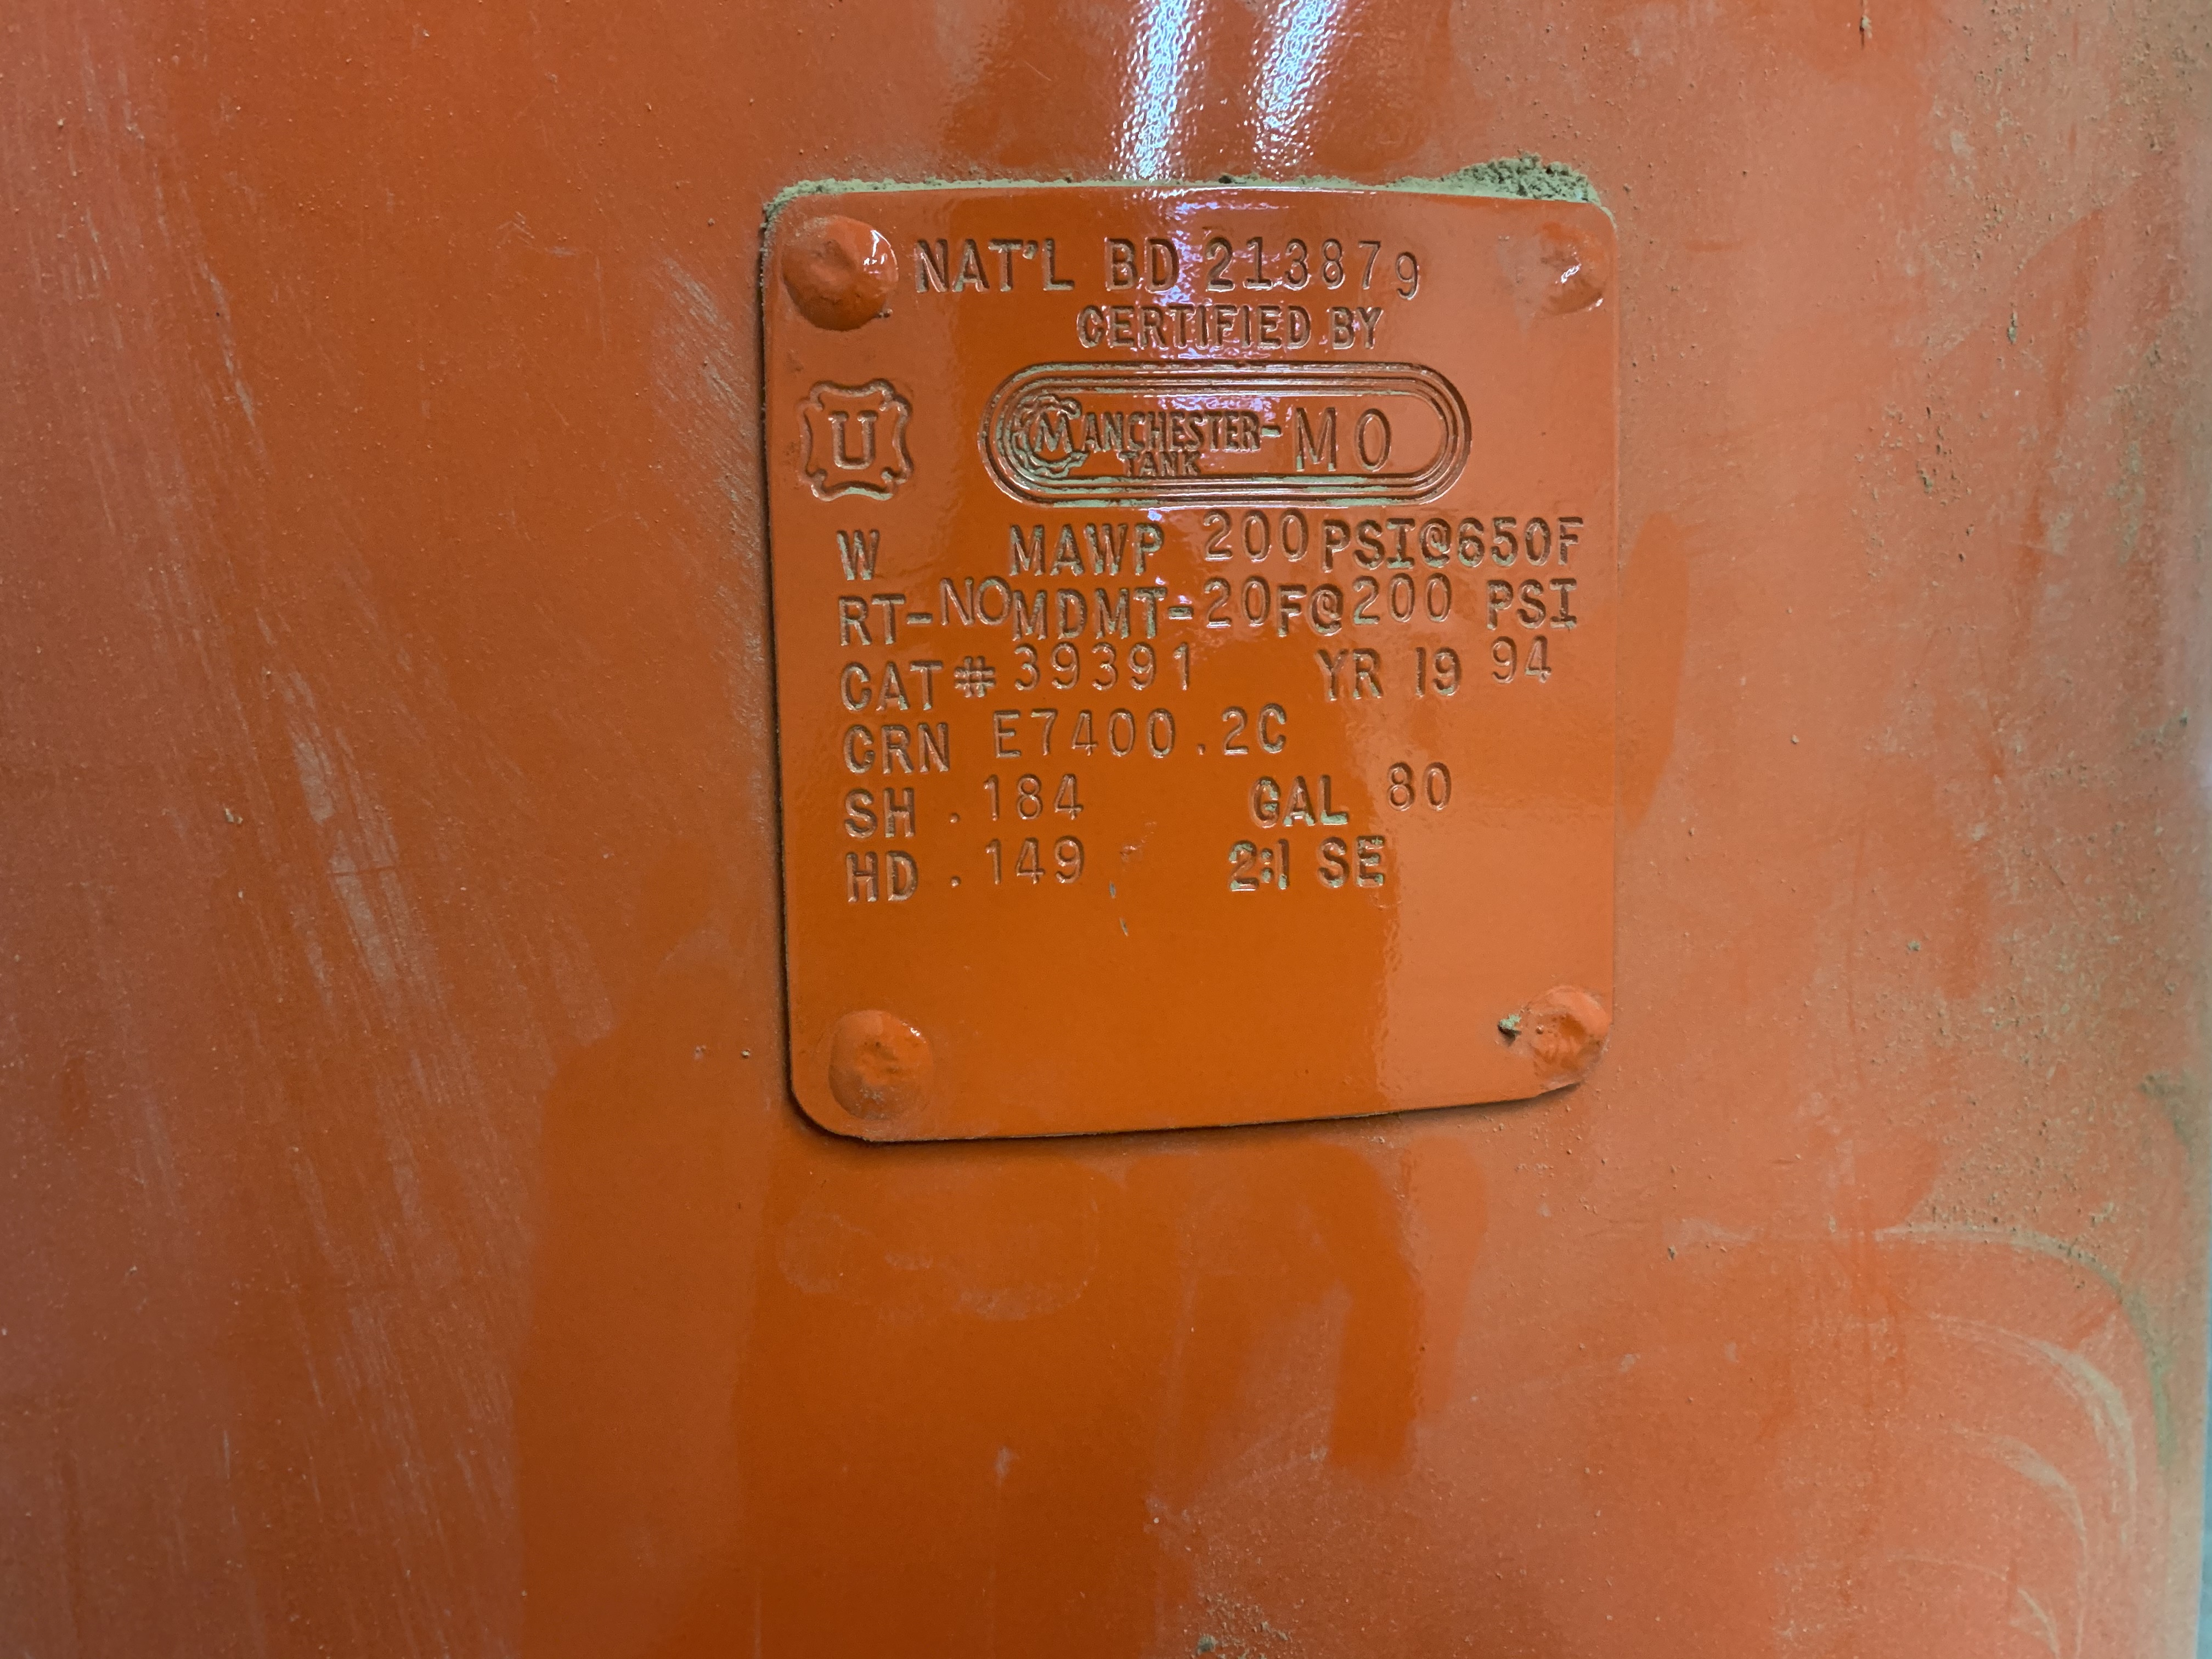 NAT'L BD 213879
CERTIFIED BY
U
MANCHESTER TANK - MO
W MAWP 200 PSI@650F
RT-NO MDMT-20F@200 PSI
CAT# 39391 YR 19 94
CRN E7400.2C
SH .184 GAL 80
HD .149 2:1 SE